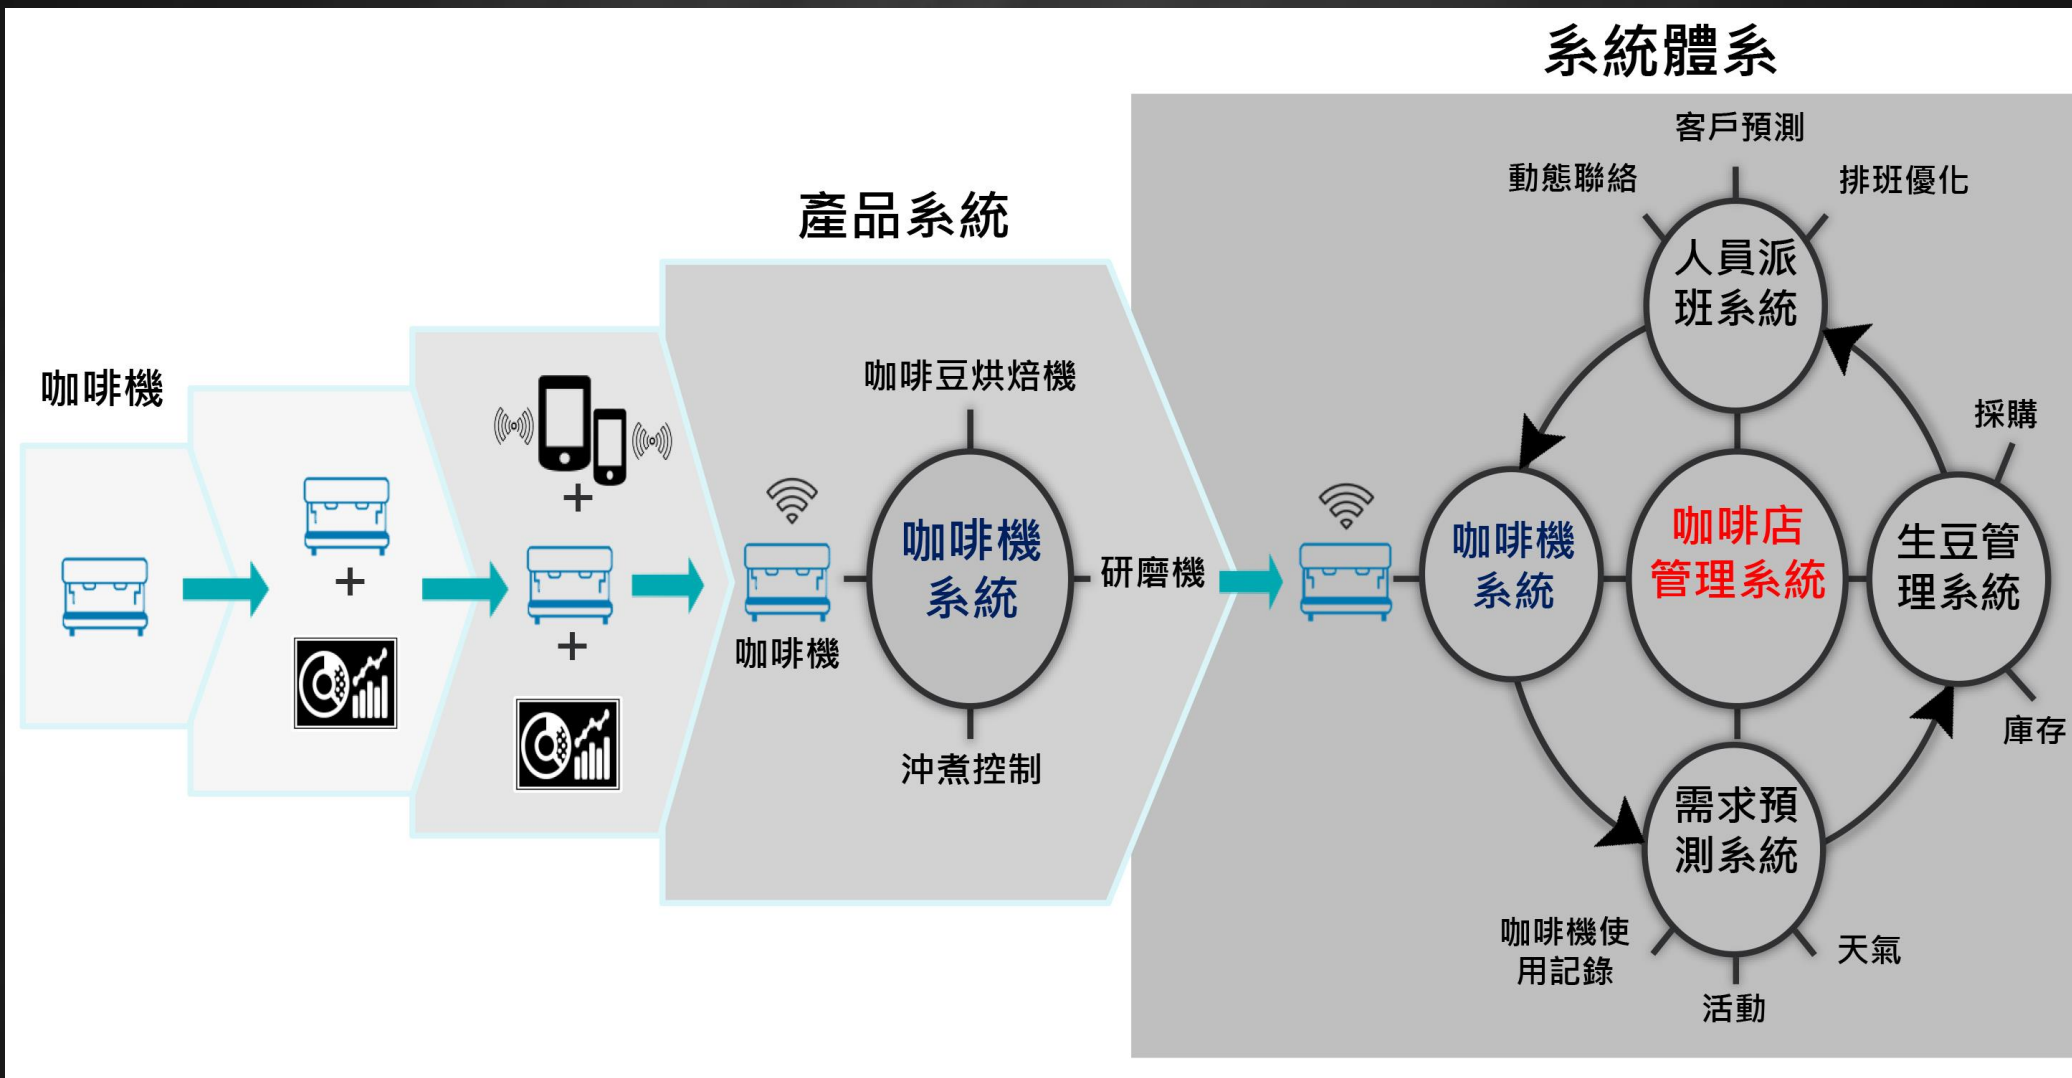 系統體系
客戶預測
動態聯絡
排班優化
產品系統
人員派
班系統
咖啡機
咖啡豆烘焙機
採購
咖啡機
系統
研磨機
咖啡機
系統
咖啡店
管理系統
生豆管
理系統
咖啡機
沖煮控制
庫存
需求預
測系統
咖啡機使
用記錄
天氣
活動
+
+
+